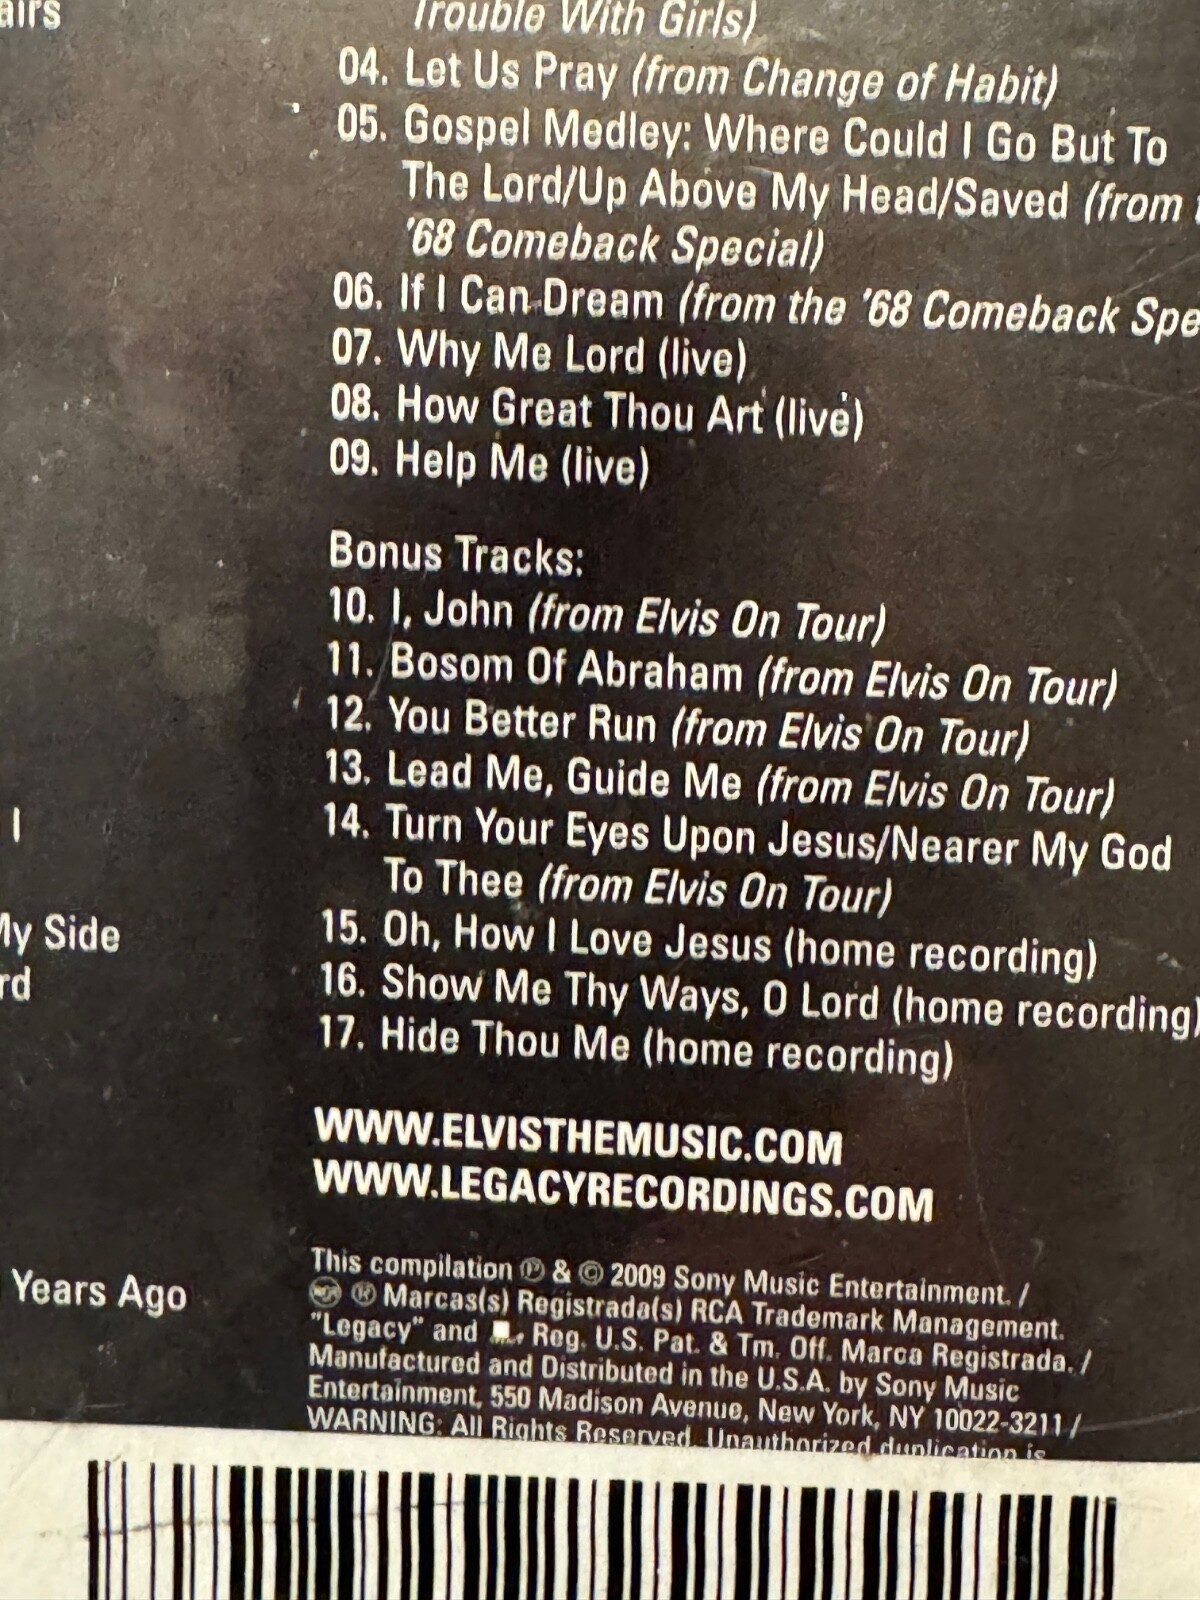 airs
Trouble With Girls)
04. Let Us Pray (from Change of Habit)
05. Gospel Medley: Where Could I Go But To
The Lord/Up Above My Head/Saved (from
'68 Comeback Special)
06. If I Can Dream (from the '68 Comeback Spe
07. Why Me Lord (live)
08. How Great Thou Art (live)
09. Help Me (live)
Bonus Tracks:
10. I, John (from Elvis On Tour)
11. Bosom Of Abraham (from Elvis On Tour)
12. You Better Run (from Elvis On Tour)
13. Lead Me, Guide Me (from Elvis On Tour)
14. Turn Your Eyes Upon Jesus/Nearer My God
To Thee (from Elvis On Tour)
15. Oh, How I Love Jesus (home recording)
16. Show Me Thy Ways, O Lord (home recording)
17. Hide Thou Me (home recording)
I
My Side
rd
Years Ago
WWW.ELVISTHEMUSIC.COM
WWW.LEGACYRECORDINGS.COM
This compilation ℗ & © 2009 Sony Music Entertainment. /
® Marcas(s) Registrada(s) RCA Trademark Management.
"Legacy" and L, Reg. U.S. Pat. & Tm. Off. Marca Registrada. /
Manufactured and Distributed in the U.S.A. by Sony Music
Entertainment, 550 Madison Avenue, New York, NY 10022-3211 /
WARNING: All Rights Reserved. Unauthorized duplication is